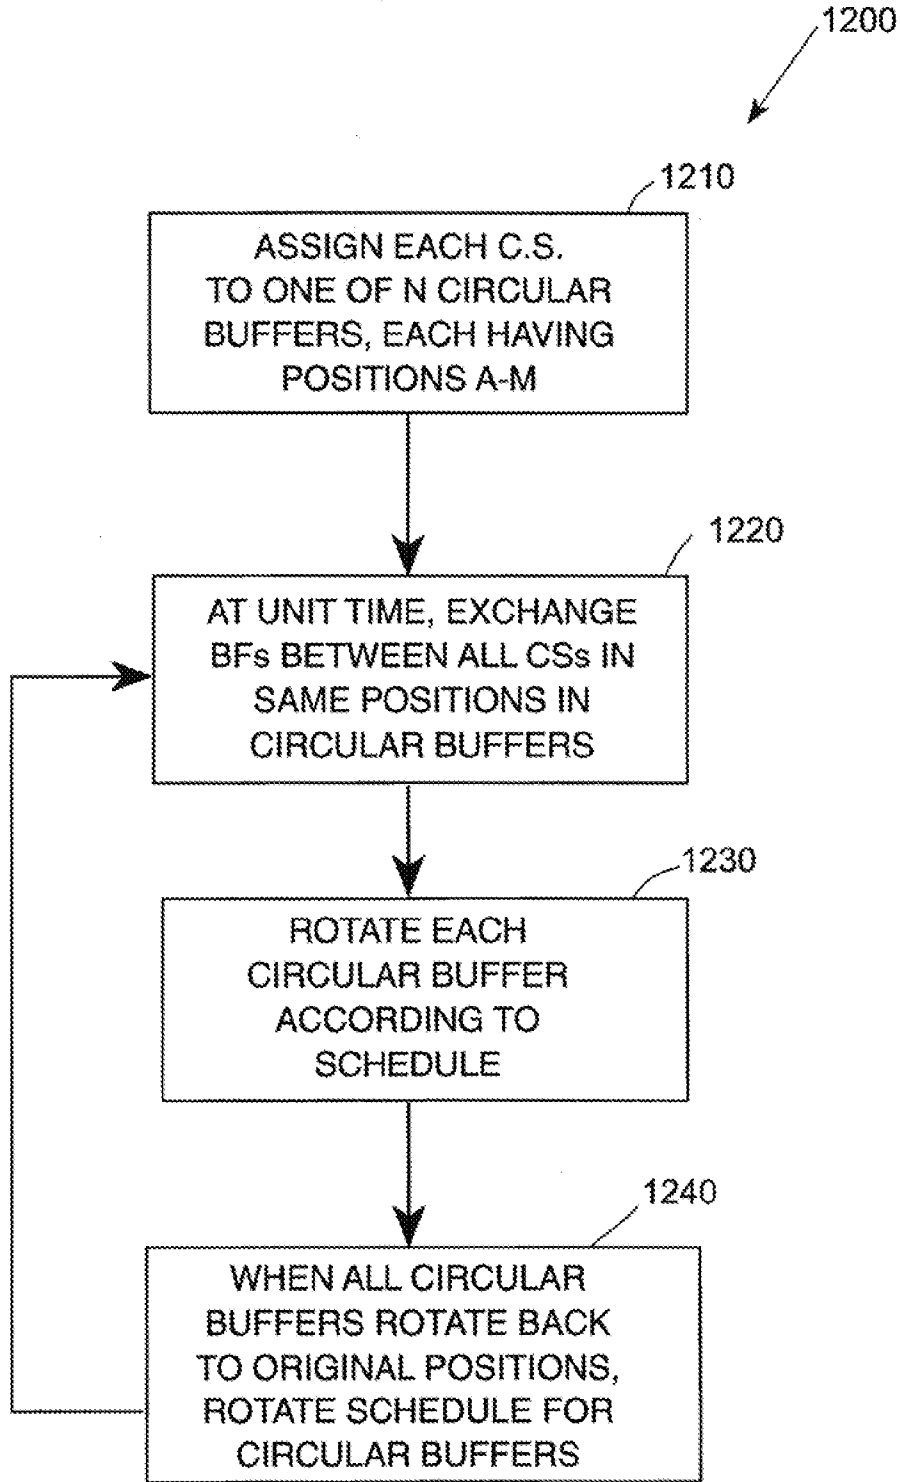 1200
1210
ASSIGN EACH C.S.
TO ONE OF N CIRCULAR
BUFFERS, EACH HAVING
POSITIONS A-M
1220
AT UNIT TIME, EXCHANGE
BFs BETWEEN ALL CSs IN
SAME POSITIONS IN
CIRCULAR BUFFERS
1230
ROTATE EACH
CIRCULAR BUFFER
ACCORDING TO
SCHEDULE
1240
WHEN ALL CIRCULAR
BUFFERS ROTATE BACK
TO ORIGINAL POSITIONS,
ROTATE SCHEDULE FOR
CIRCULAR BUFFERS